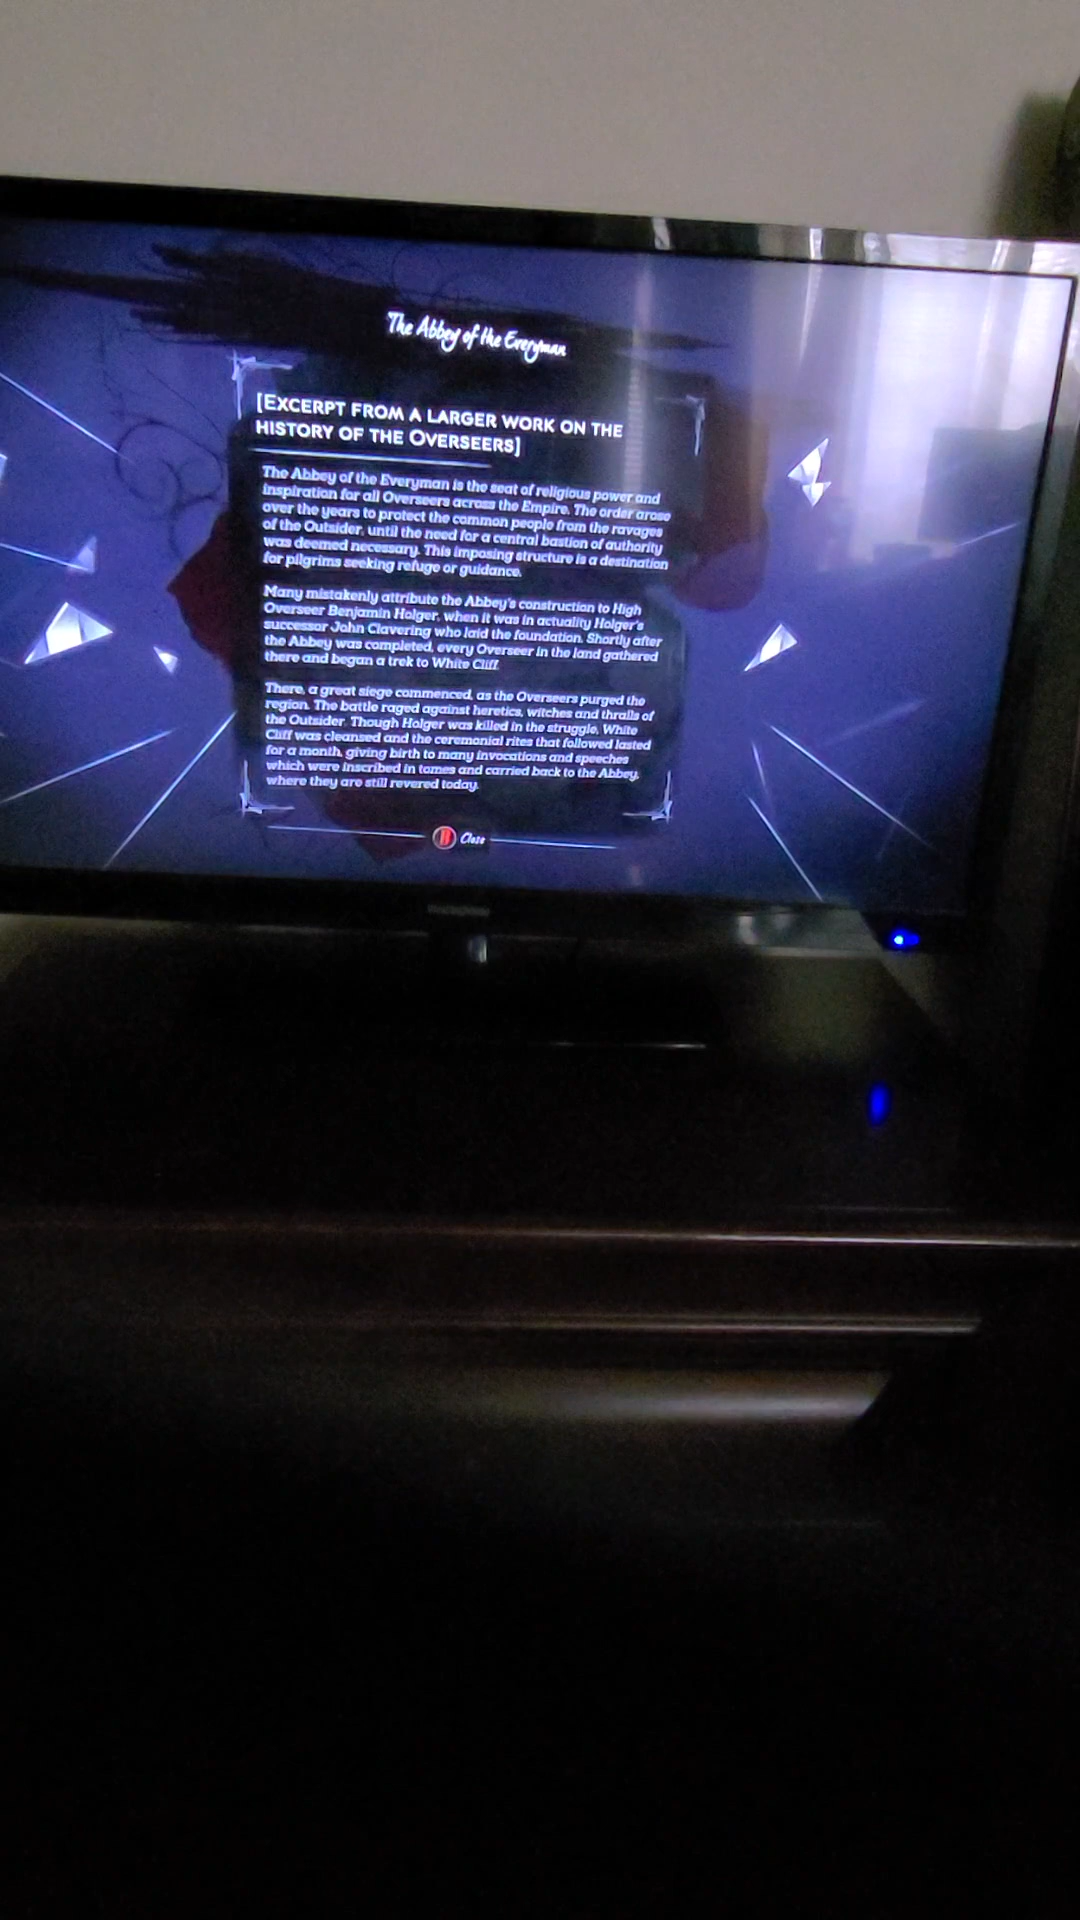 The Abbey of the Everyman
[Excerpt from a larger work on the
history of the Overseers]
The Abbey of the Everyman is the seat of religious power and
inspiration for all Overseers across the Empire. The order arose
over the years to protect the common people from the ravages
of the Outsider, until the need for a central bastion of authority
was deemed necessary. This imposing structure is a destination
for pilgrims seeking refuge or guidance.
Many mistakenly attribute the Abbey's construction to High
Overseer Benjamin Holger, when it was in actuality Holger's
successor John Clavering who laid the foundation. Shortly after
the Abbey was completed, every Overseer in the land gathered
there and began a trek to White Cliff.
There, a great siege commenced, as the Overseers purged the
region. The battle raged against heretics, witches and thralls of
the Outsider. Though Holger was killed in the struggle, White
Cliff was cleansed and the ceremonial rites that followed lasted
for a month, giving birth to many invocations and speeches
which were inscribed in tomes and carried back to the Abbey,
where they are still revered today.
B Close